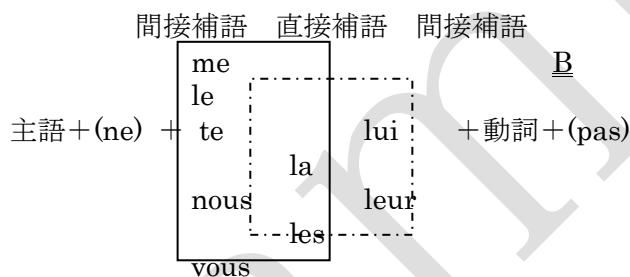 間接補語 直接補語 間接補語
me B
le
主語＋(ne) ＋ te lui ＋動詞＋(pas)
la
nous leur
les
vous